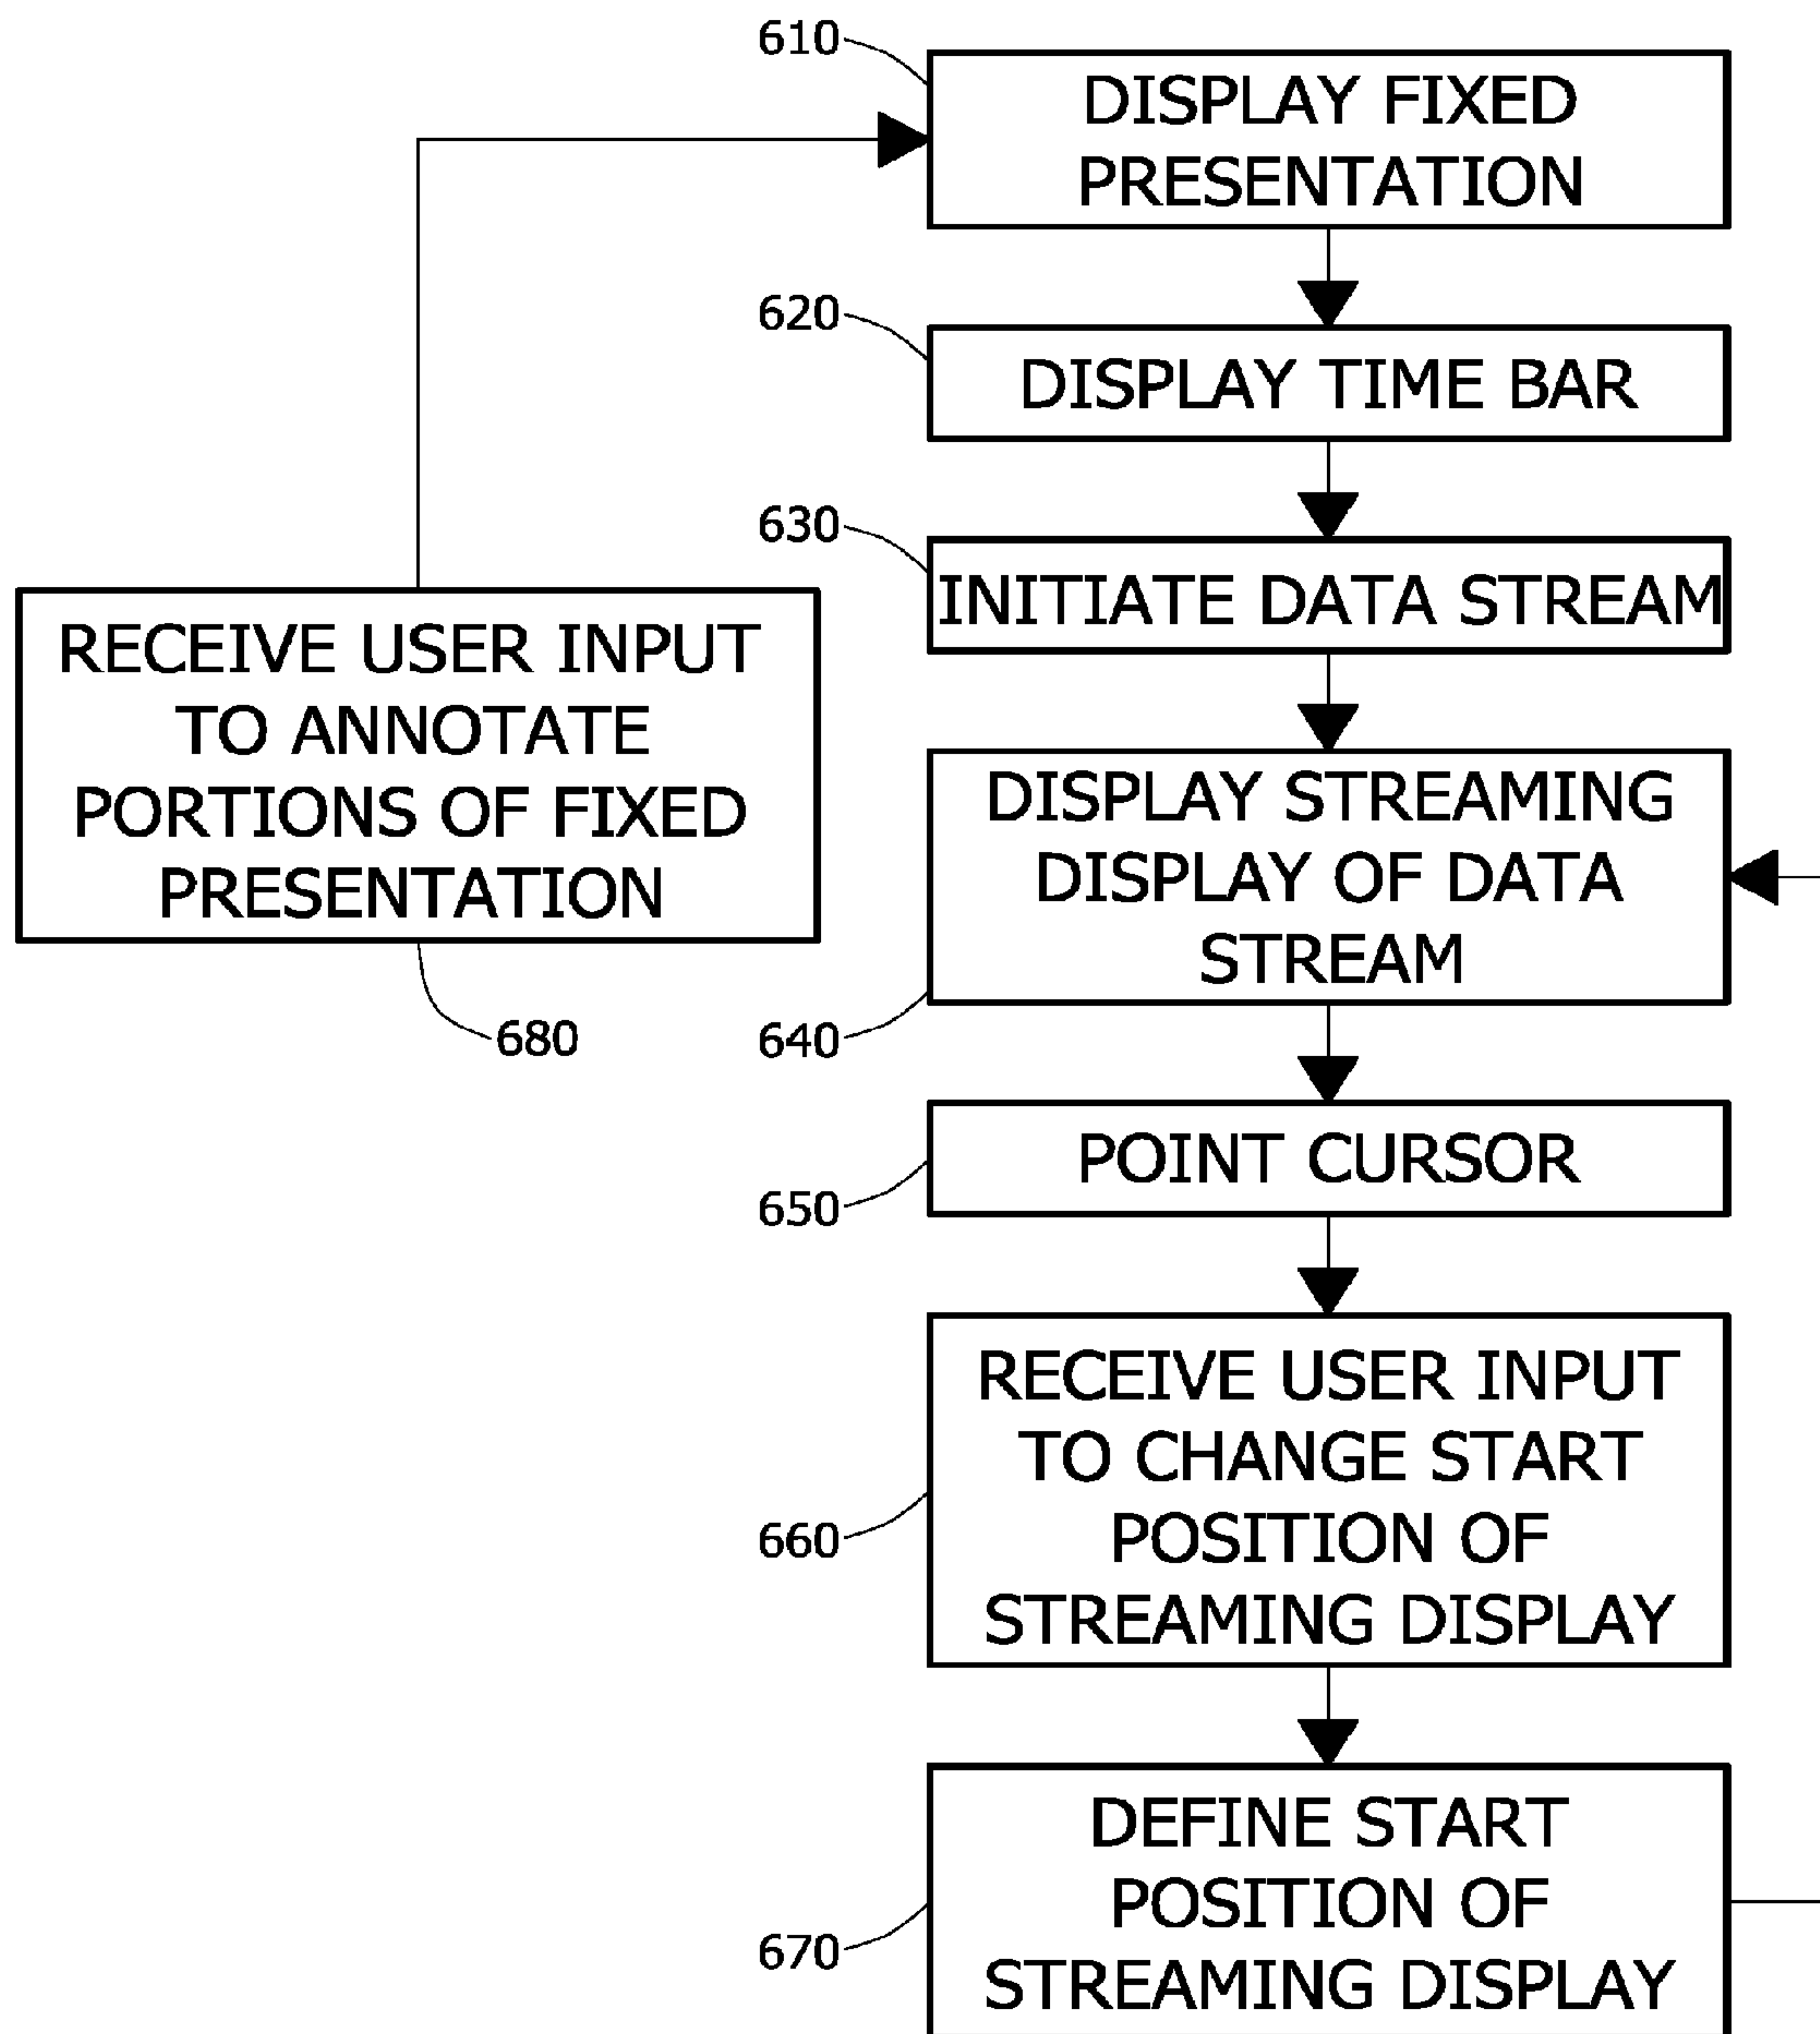 610
DISPLAY FIXED
PRESENTATION
620
DISPLAY TIME BAR
630
INITIATE DATA STREAM
RECEIVE USER INPUT
TO ANNOTATE
PORTIONS OF FIXED
PRESENTATION
680
DISPLAY STREAMING
DISPLAY OF DATA
STREAM
640
POINT CURSOR
650
RECEIVE USER INPUT
TO CHANGE START
POSITION OF
STREAMING DISPLAY
660
DEFINE START
POSITION OF
STREAMING DISPLAY
670